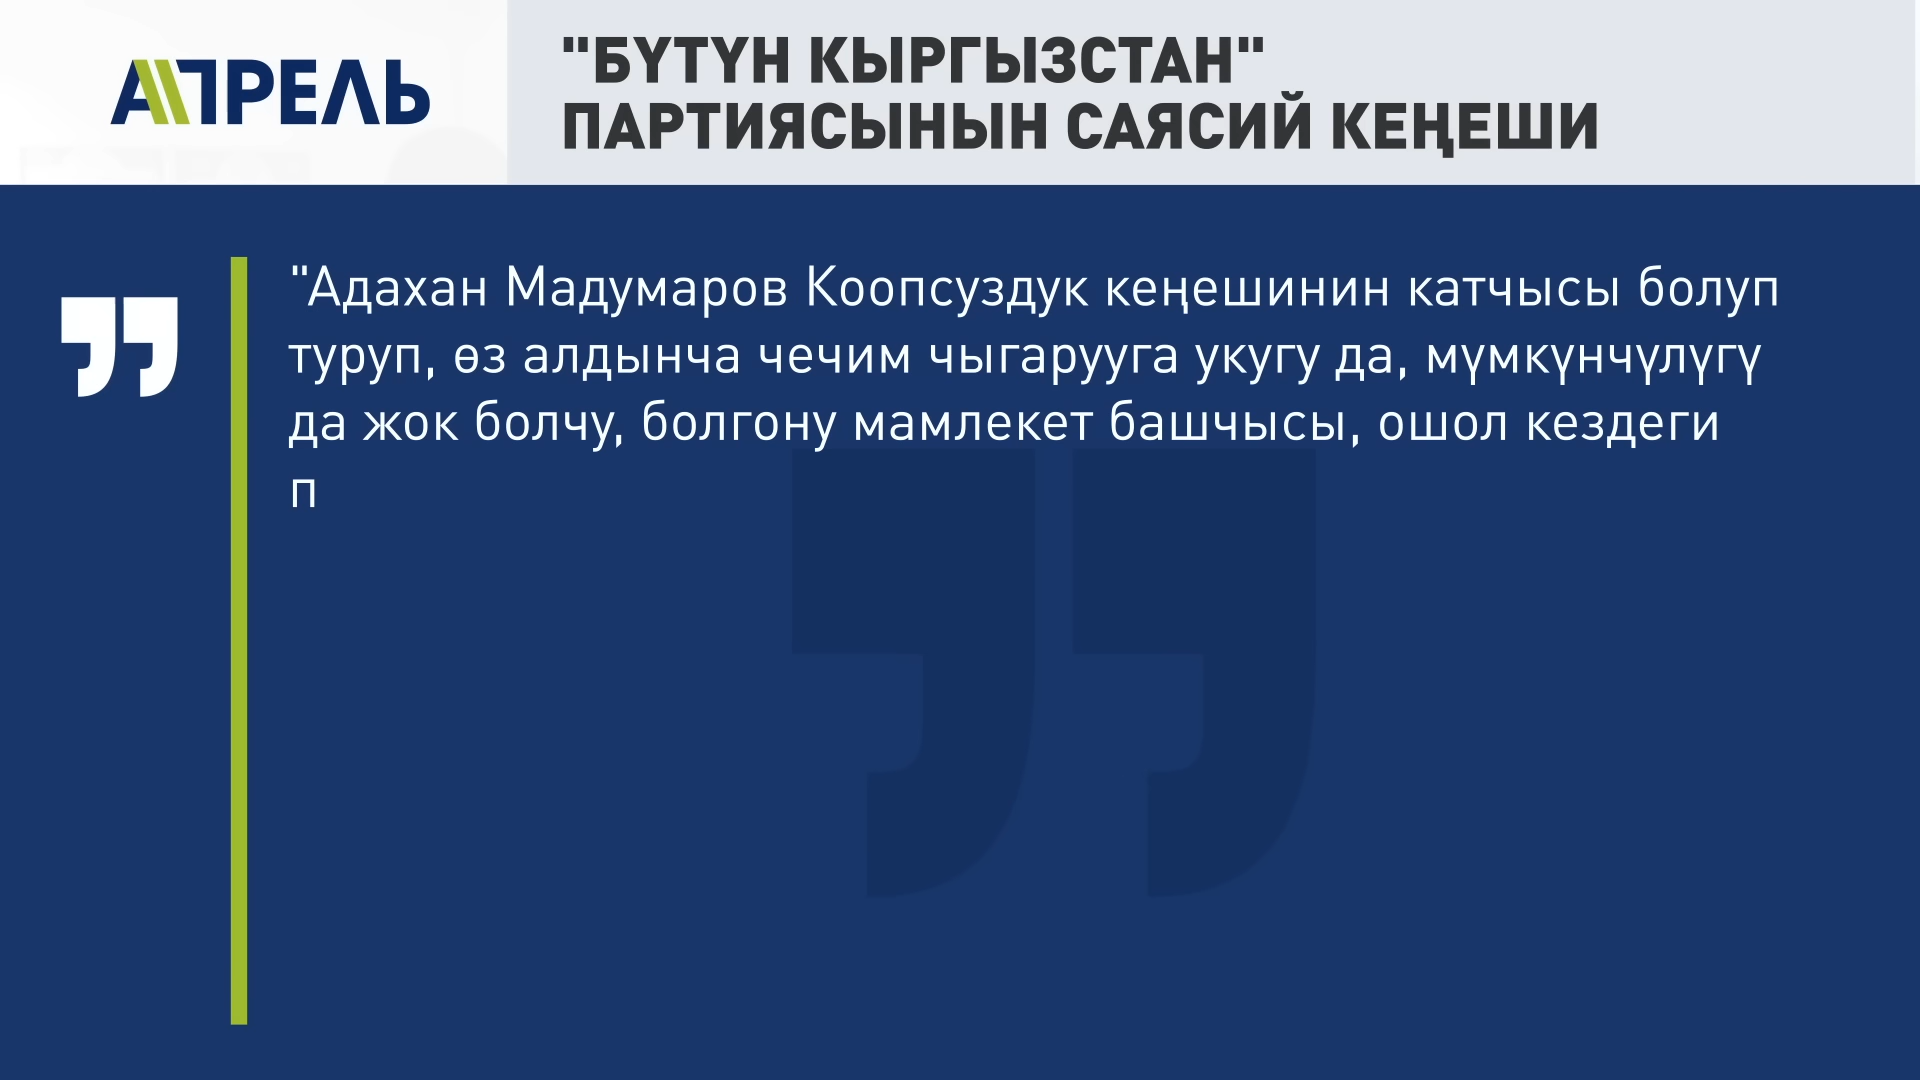 АПРЕЛЬ
"БҮТҮН КЫРГЫЗСТАН"
ПАРТИЯСЫНЫН САЯСИЙ КЕҢЕШИ
"Адахан Мадумаров Коопсуздук кеңешинин катчысы болуп
туруп, өз алдынча чечим чыгарууга укугу да, мүмкүнчүлүгү
да жок болчу, болгону мамлекет башчысы, ошол кездеги
п